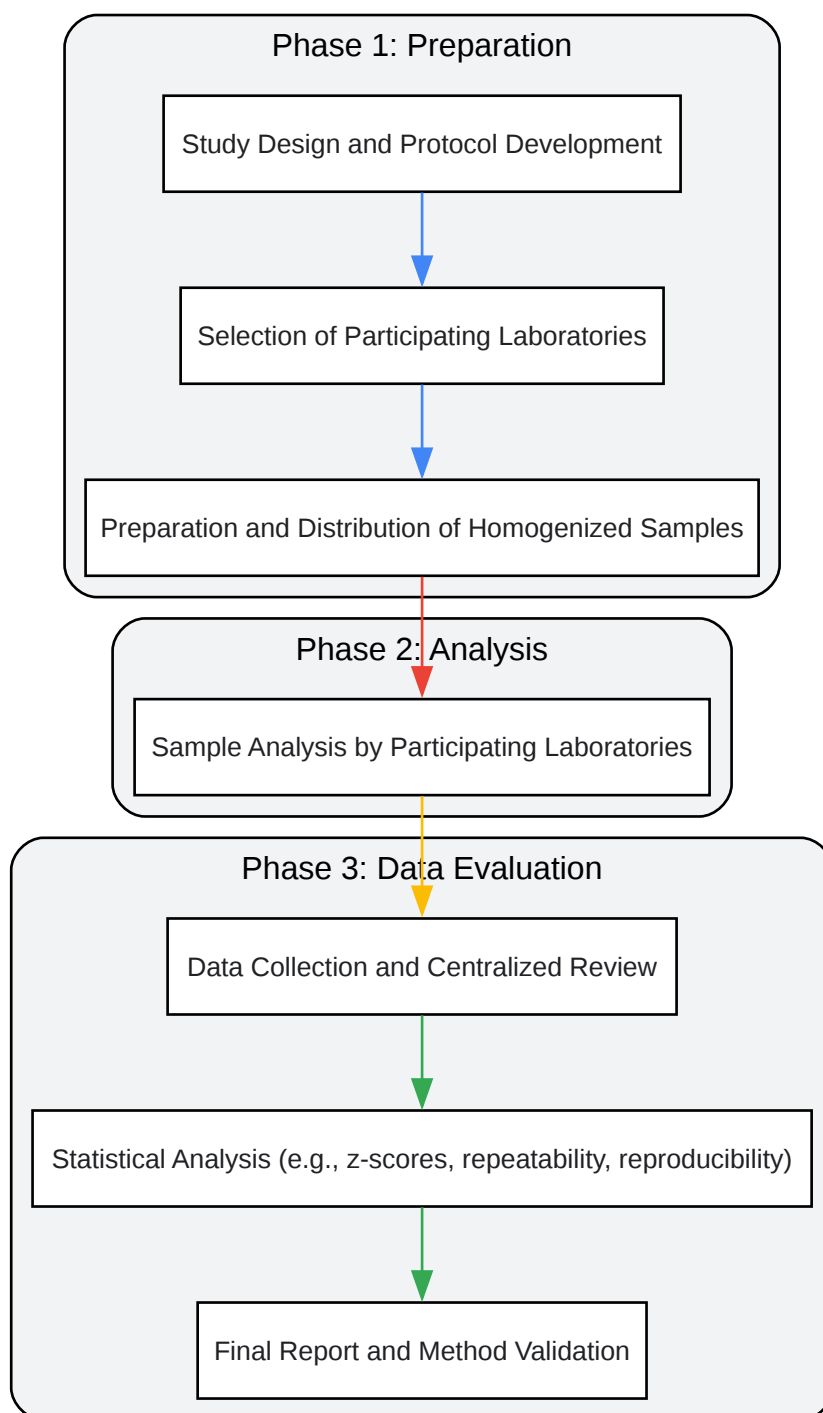 Phase 1: Preparation
Study Design and Protocol Development
Selection of Participating Laboratories
Preparation and Distribution of Homogenized Samples
Phase 2: Analysis
Sample Analysis by Participating Laboratories
Phase 3: Data Evaluation
Data Collection and Centralized Review
Statistical Analysis (e.g., z-scores, repeatability, reproducibility)
Final Report and Method Validation